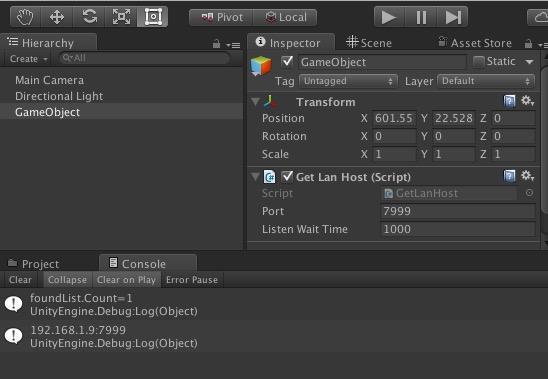 Pivot Local
Hierarchy
Create All
Main Camera
Directional Light
GameObject
Inspector Scene Asset Store
GameObject Static
Tag Untagged Layer Default
Transform
Position X 601.55 Y 22.528 Z 0
Rotation X 0 Y 0 Z 0
Scale X 1 Y 1 Z 1
Get Lan Host (Script)
Script GetLanHost
Port 7999
Listen Wait Time 1000
Project Console
Clear Collapse Clear on Play Error Pause
foundList.Count=1
UnityEngine.Debug:Log(Object)
192.168.1.9:7999
UnityEngine.Debug:Log(Object)